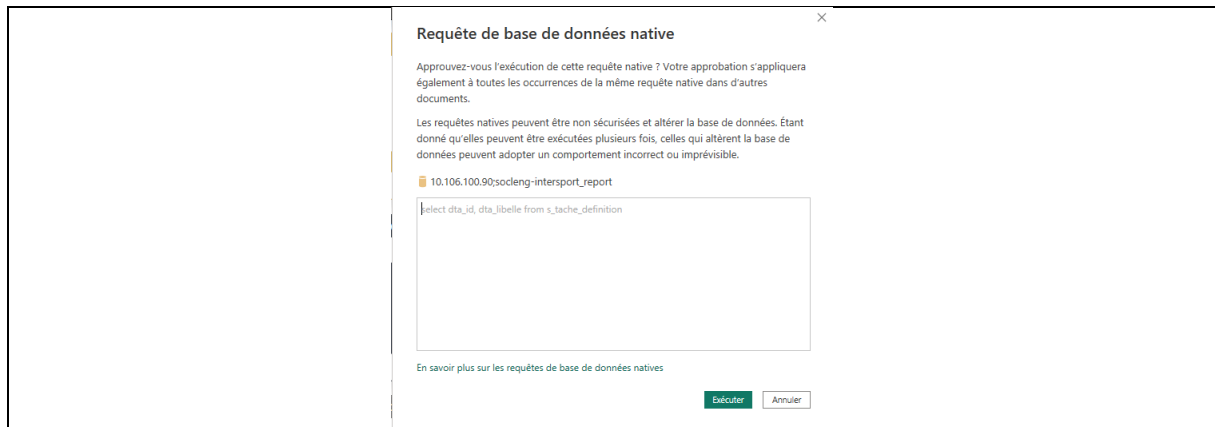 Requête de base de données native
Approuvez-vous l'exécution de cette requête native ? Votre approbation s'appliquera
également à toutes les occurrences de la même requête native dans d'autres
documents.
Les requêtes natives peuvent être non sécurisées et altérer la base de données. Étant
donné qu'elles peuvent être exécutées plusieurs fois, celles qui altèrent la base de
données peuvent adopter un comportement incorrect ou imprévisible.
10.106.100.90;socleng-intersport_report
select dta_id, dta_libelle from s_tache_definition
En savoir plus sur les requêtes de base de données natives
Exécuter Annuler